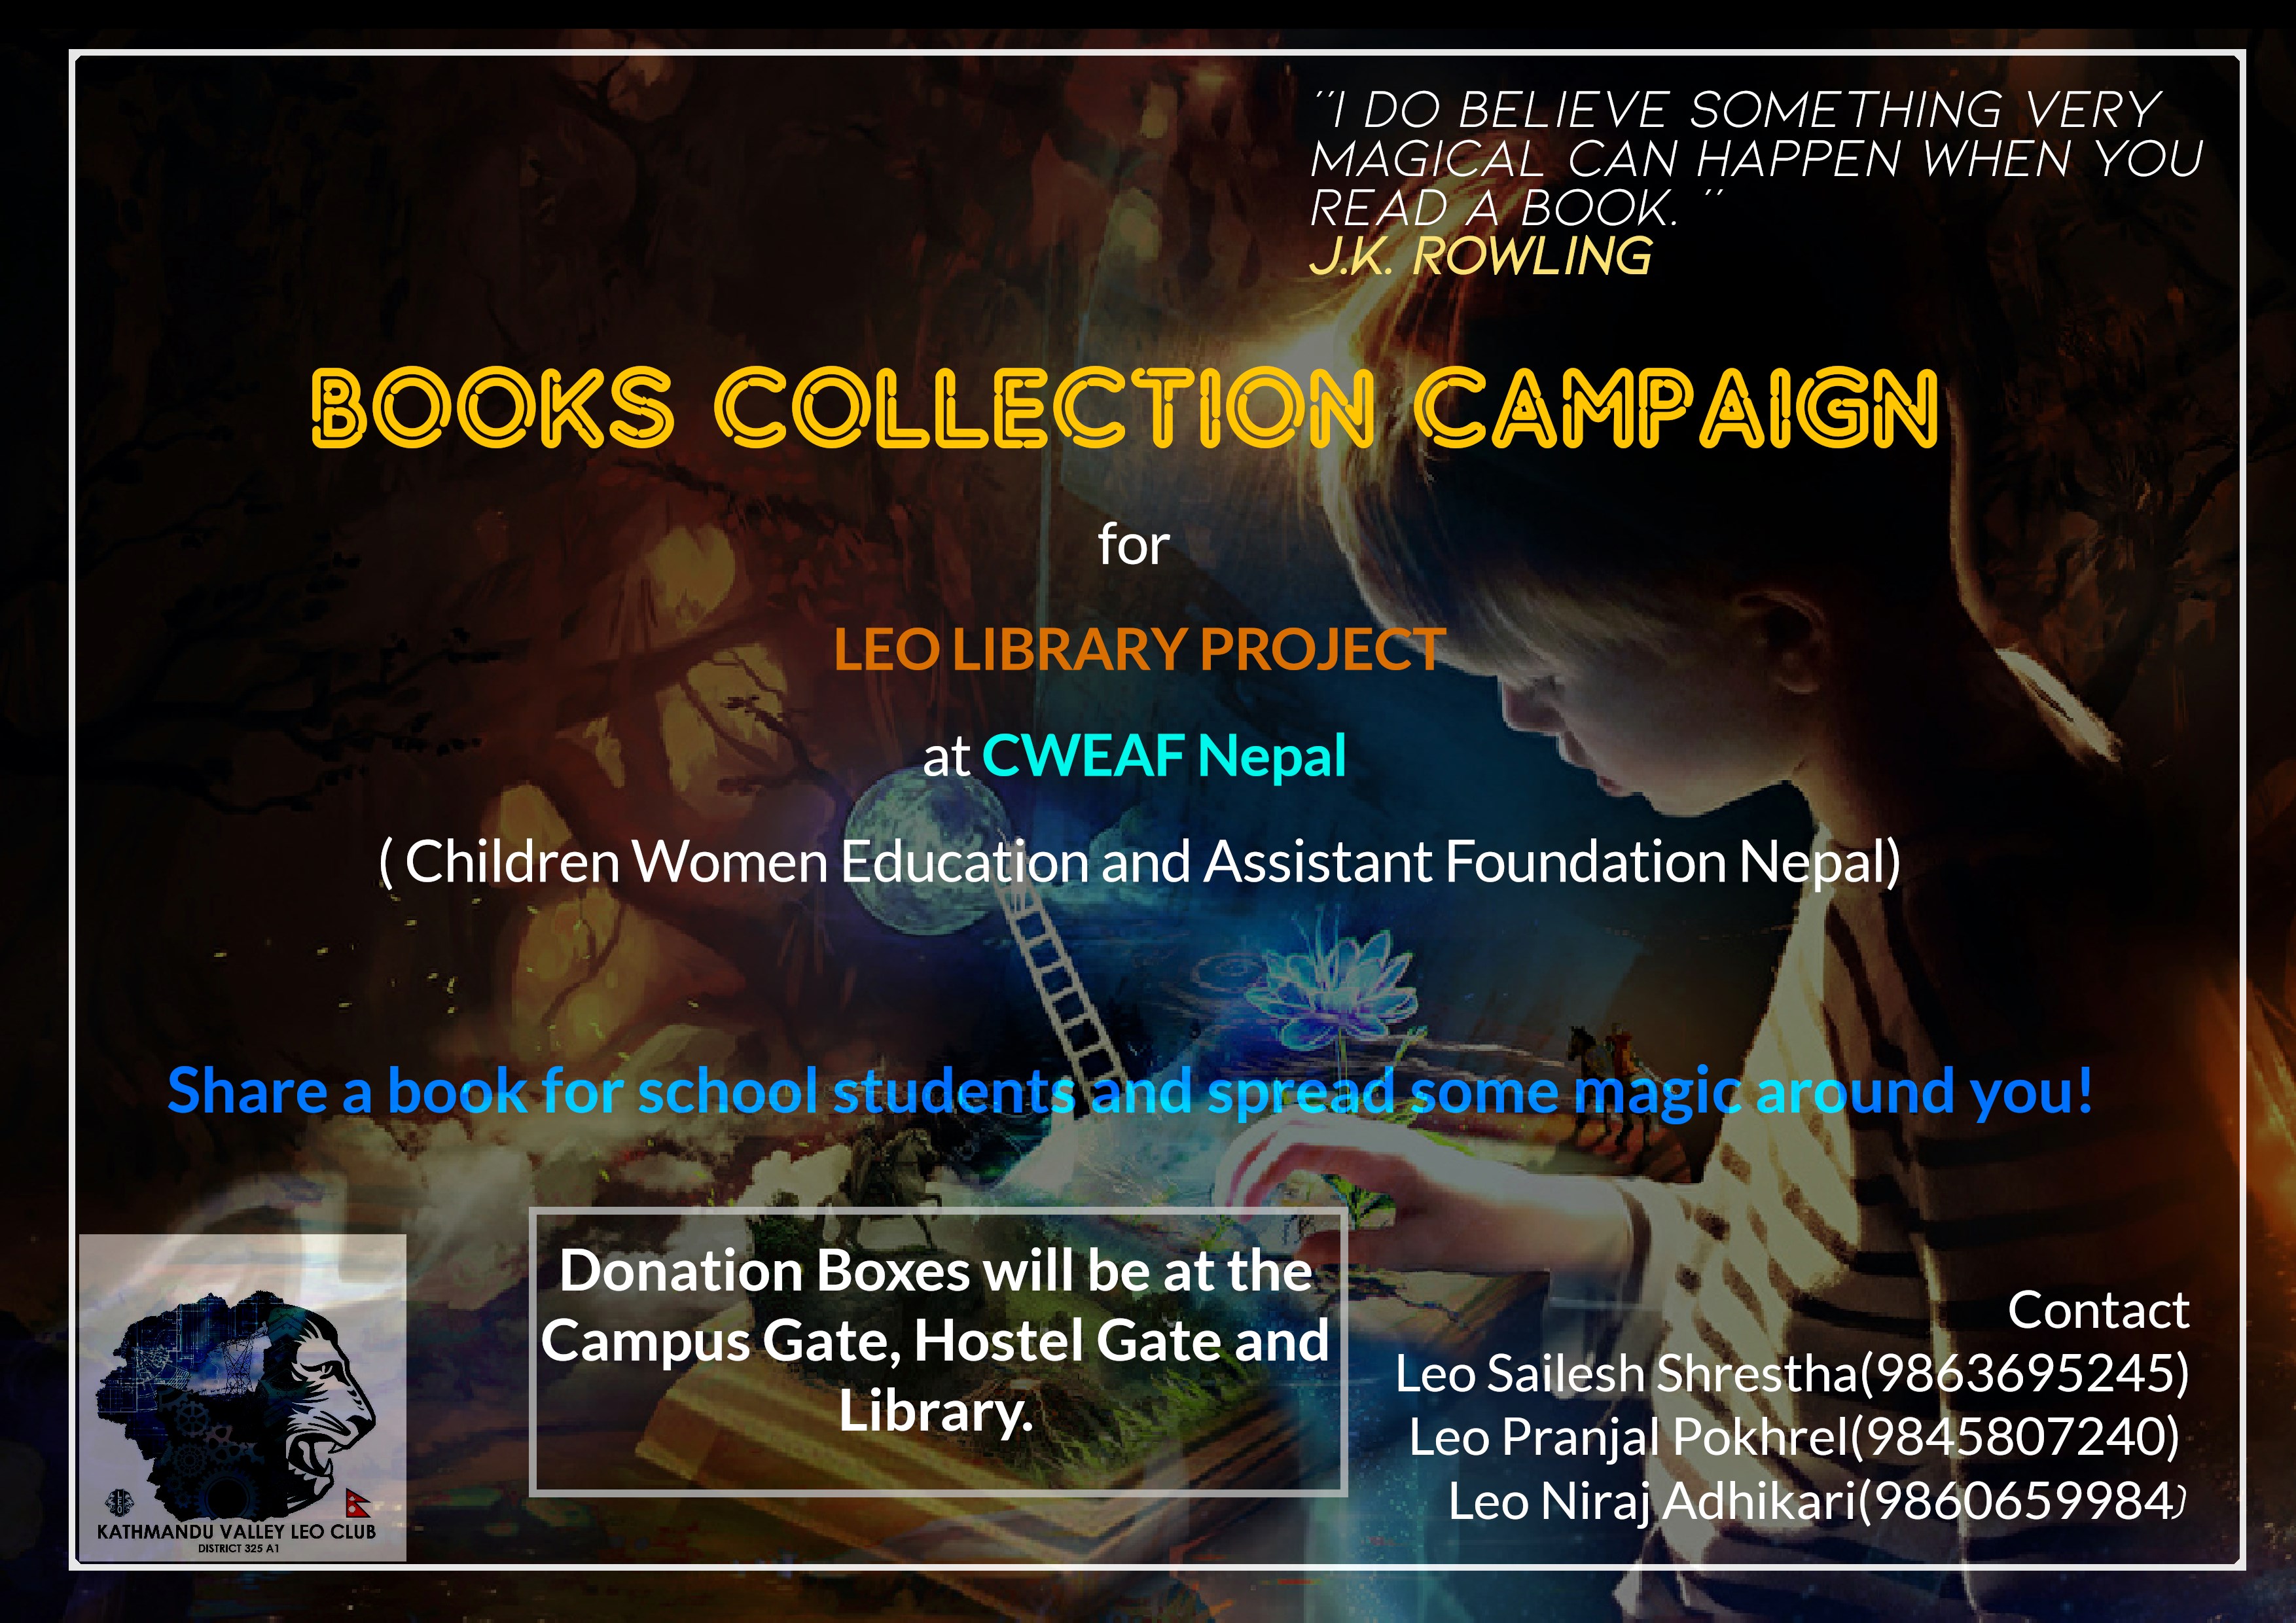 "I DO BELIEVE SOMETHING VERY
MAGICAL CAN HAPPEN WHEN YOU
READ A BOOK. "
J.K. ROWLING
BOOKS COLLECTION CAMPAIGN
for
LEO LIBRARY PROJECT
at CWEAF Nepal
( Children Women Education and Assistant Foundation Nepal)
Share a book for school students and spread some magic around you!
Donation Boxes will be at the
Campus Gate, Hostel Gate and
Library.
Contact
Leo Sailesh Shrestha(9863695245)
Leo Pranjal Pokhrel(9845807240)
Leo Niraj Adhikari(9860659984)
LEO
KATHMANDU VALLEY LEO CLUB
DISTRICT 325 A1